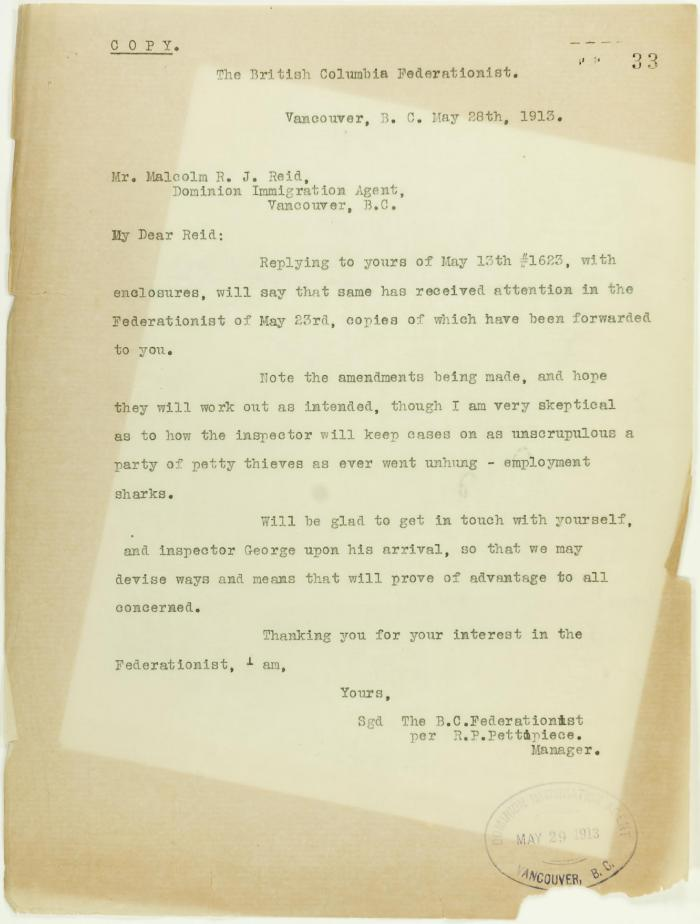 COPY.
33
The British Columbia Federationist.
Vancouver, B. C. May 28th, 1913.
Mr. Malcolm R. J. Reid,
Dominion Immigration Agent,
Vancouver, B.C.
My Dear Reid:
Replying to yours of May 13th #1623, with
enclosures, will say that same has received attention in the
Federationist of May 23rd, copies of which have been forwarded
to you.
Note the amendments being made, and hope
they will work out as intended, though I am very skeptical
as to how the inspector will keep cases on as unscrupulous a
party of petty thieves as ever went unhung - employment
sharks.
Will be glad to get in touch with yourself,
and inspector George upon his arrival, so that we may
devise ways and means that will prove of advantage to all
concerned.
Thanking you for your interest in the
Federationist, I am,
Yours,
Sgd The B.C.Federationist
per R.P.Pettipiece.
Manager.
DOMINION IMMIGRATION AGENT
MAY 29 1913
VANCOUVER, B. C.